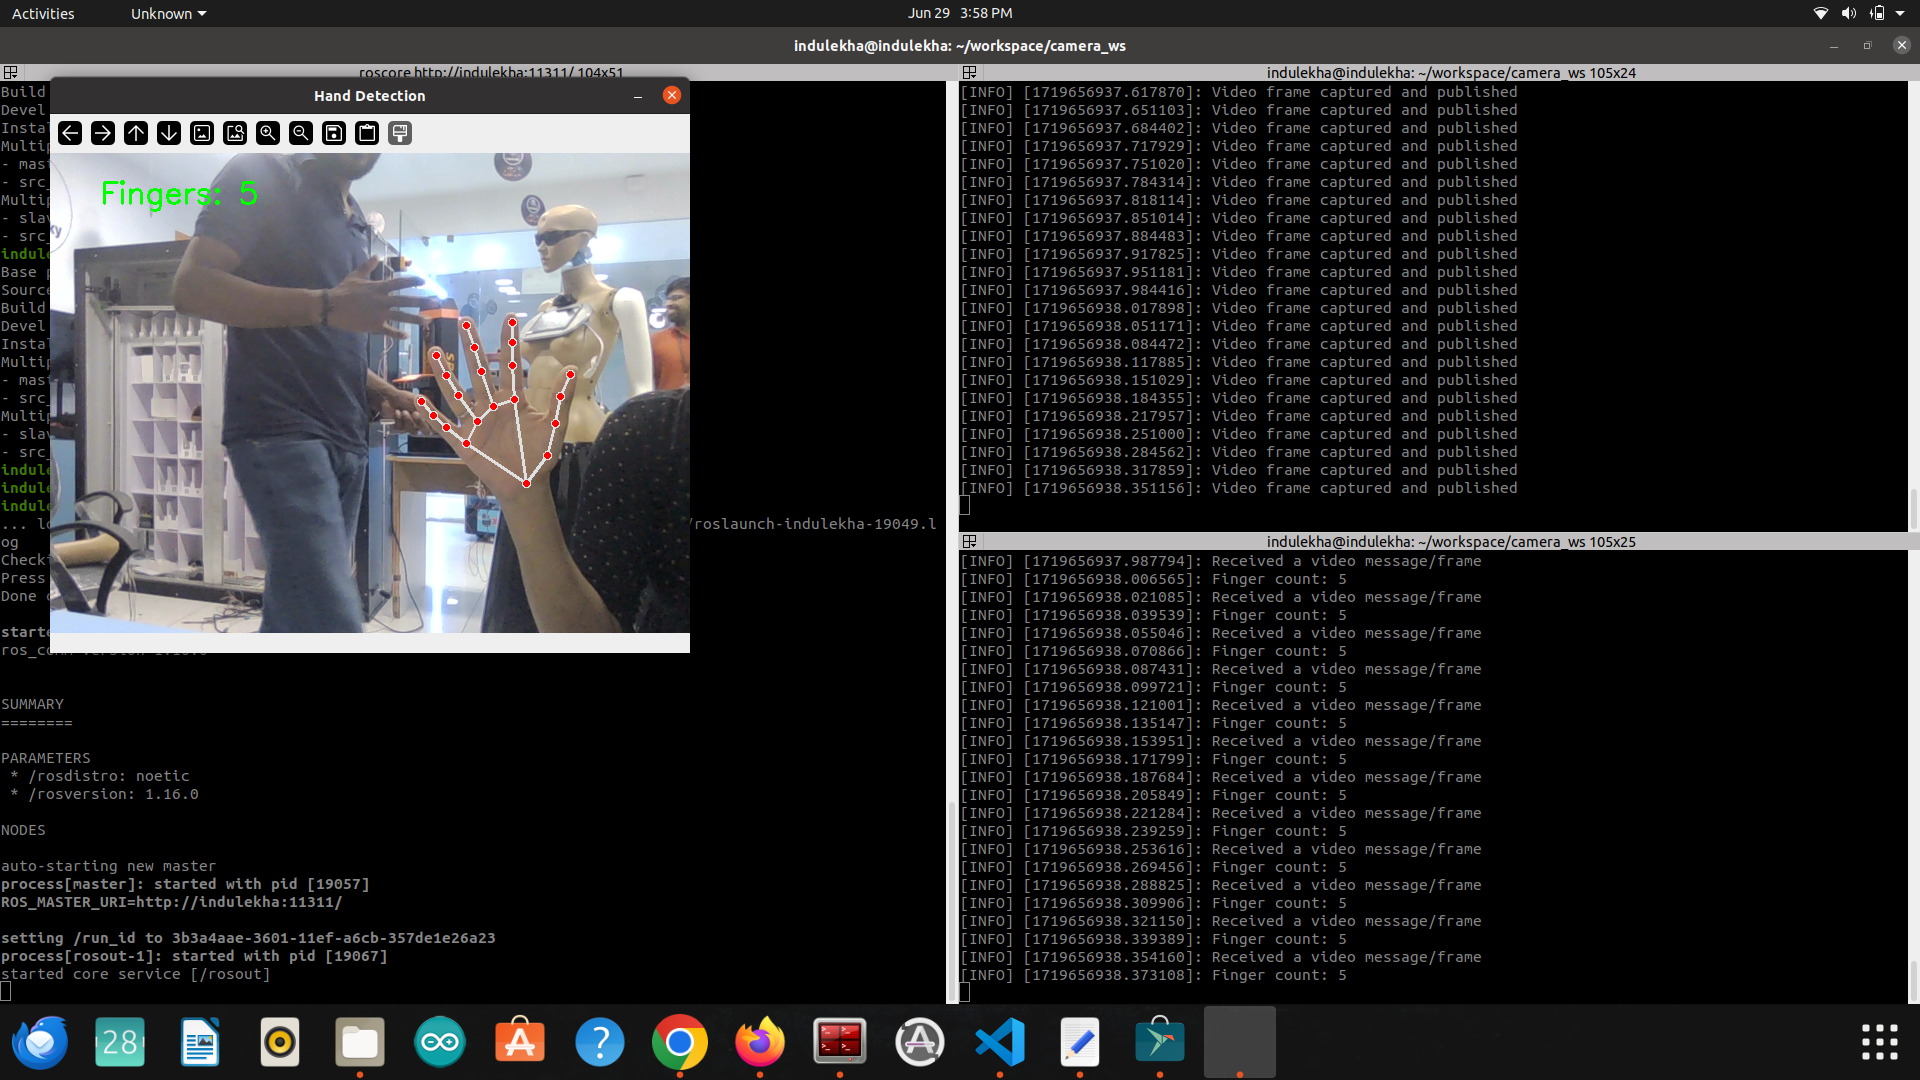 Activities
Unknown
Jun 29 3:58 PM
indulekha@indulekha: ~/workspace/camera_ws
roscore http://indulekha:11311/ 104x51
Hand Detection
Fingers: 5
Build
Devel
- mast
- src_
- slav
- src_
Base p
Build
Devel
- mast
- src_
- slav
- src_
/roslaunch-indulekha-19049.l
og
Press
Done
SUMMARY
========
PARAMETERS
* /rosdistro: noetic
* /rosversion: 1.16.0
NODES
auto-starting new master
process[master]: started with pid [19057]
ROS_MASTER_URI=http://indulekha:11311/
setting /run_id to 3b3a4aae-3601-11ef-a6cb-357de1e26a23
process[rosout-1]: started with pid [19067]
started core service [/rosout]
indulekha@indulekha: ~/workspace/camera_ws 105x24
[INFO] [1719656937.617870]: Video frame captured and published
[INFO] [1719656937.651103]: Video frame captured and published
[INFO] [1719656937.684402]: Video frame captured and published
[INFO] [1719656937.717929]: Video frame captured and published
[INFO] [1719656937.751020]: Video frame captured and published
[INFO] [1719656937.784314]: Video frame captured and published
[INFO] [1719656937.818114]: Video frame captured and published
[INFO] [1719656937.851014]: Video frame captured and published
[INFO] [1719656937.884483]: Video frame captured and published
[INFO] [1719656937.917825]: Video frame captured and published
[INFO] [1719656937.951181]: Video frame captured and published
[INFO] [1719656937.984416]: Video frame captured and published
[INFO] [1719656938.017898]: Video frame captured and published
[INFO] [1719656938.051171]: Video frame captured and published
[INFO] [1719656938.084472]: Video frame captured and published
[INFO] [1719656938.117885]: Video frame captured and published
[INFO] [1719656938.151029]: Video frame captured and published
[INFO] [1719656938.184355]: Video frame captured and published
[INFO] [1719656938.217957]: Video frame captured and published
[INFO] [1719656938.251000]: Video frame captured and published
[INFO] [1719656938.284562]: Video frame captured and published
[INFO] [1719656938.317859]: Video frame captured and published
[INFO] [1719656938.351156]: Video frame captured and published
indulekha@indulekha: ~/workspace/camera_ws 105x25
[INFO] [1719656937.987794]: Received a video message/frame
[INFO] [1719656938.006565]: Finger count: 5
[INFO] [1719656938.021085]: Received a video message/frame
[INFO] [1719656938.039539]: Finger count: 5
[INFO] [1719656938.055046]: Received a video message/frame
[INFO] [1719656938.070866]: Finger count: 5
[INFO] [1719656938.087431]: Received a video message/frame
[INFO] [1719656938.099721]: Finger count: 5
[INFO] [1719656938.121001]: Received a video message/frame
[INFO] [1719656938.135147]: Finger count: 5
[INFO] [1719656938.153951]: Received a video message/frame
[INFO] [1719656938.171799]: Finger count: 5
[INFO] [1719656938.187684]: Received a video message/frame
[INFO] [1719656938.205849]: Finger count: 5
[INFO] [1719656938.221284]: Received a video message/frame
[INFO] [1719656938.239259]: Finger count: 5
[INFO] [1719656938.253616]: Received a video message/frame
[INFO] [1719656938.269456]: Finger count: 5
[INFO] [1719656938.288825]: Received a video message/frame
[INFO] [1719656938.309906]: Finger count: 5
[INFO] [1719656938.321150]: Received a video message/frame
[INFO] [1719656938.339389]: Finger count: 5
[INFO] [1719656938.354160]: Received a video message/frame
[INFO] [1719656938.373108]: Finger count: 5
28